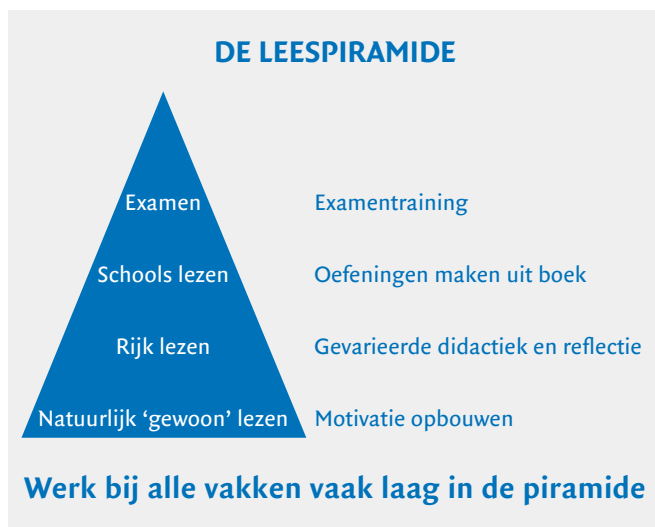 DE LEESPIRAMIDE
Examen Examentraining
Schools lezen Oefeningen maken uit boek
Rijk lezen Gevarieerde didactiek en reflectie
Natuurlijk ‘gewoon’ lezen Motivatie opbouwen
Werk bij alle vakken vaak laag in de piramide